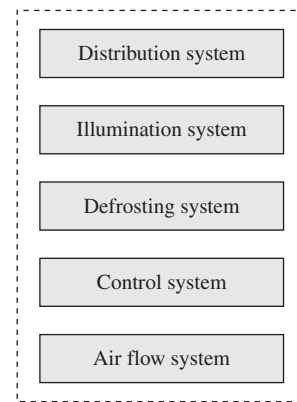 Distribution system
Illumination system
Defrosting system
Control system
Air flow system